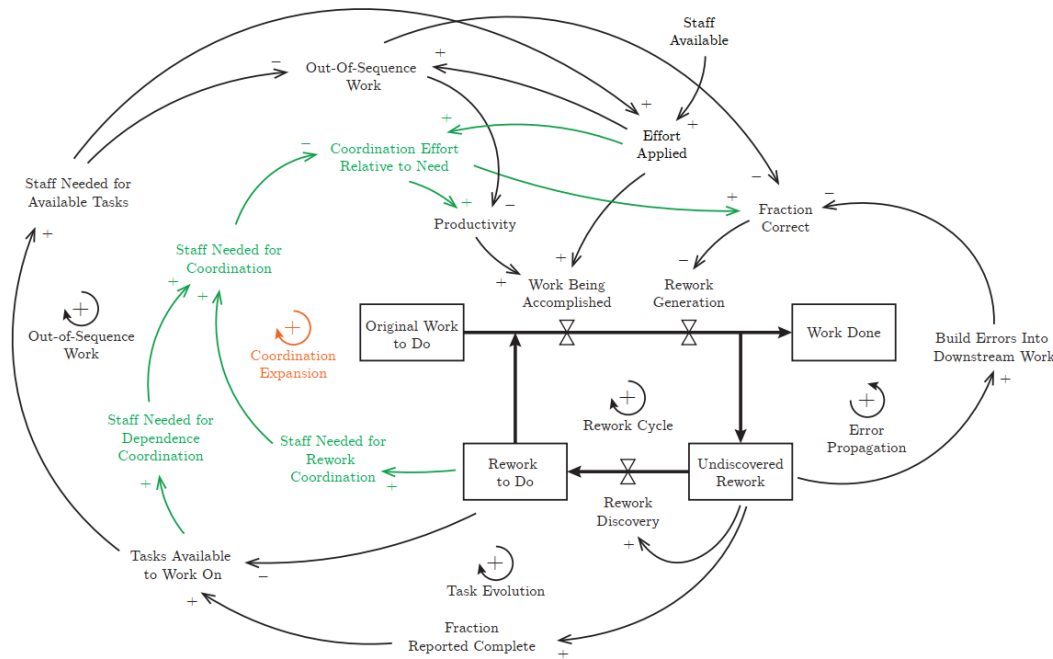 Staff
Available
+
−
Out-Of-Sequence
Work
+
+
+
Effort
Applied
−
Coordination Effort
Relative to Need
Staff Needed for
Available Tasks
−
−
+
+
−
Fraction
Correct
Productivity
+
Staff Needed for
Coordination
+
+
−
+
+
+
Work Being
Accomplished
Rework
Generation
+
Out-of-Sequence
Work
+
Coordination
Expansion
Original Work
to Do
Work Done
Build Errors Into
Downstream Work
+
+
Rework Cycle
+
Error
Propagation
Staff Needed for
Dependence
Coordination
Staff Needed for
Rework
Coordination
+
Rework
to Do
Undiscovered
Rework
+
+
Rework
Discovery
+
Tasks Available
to Work On
−
+
+
Task Evolution
Fraction
Reported Complete
+